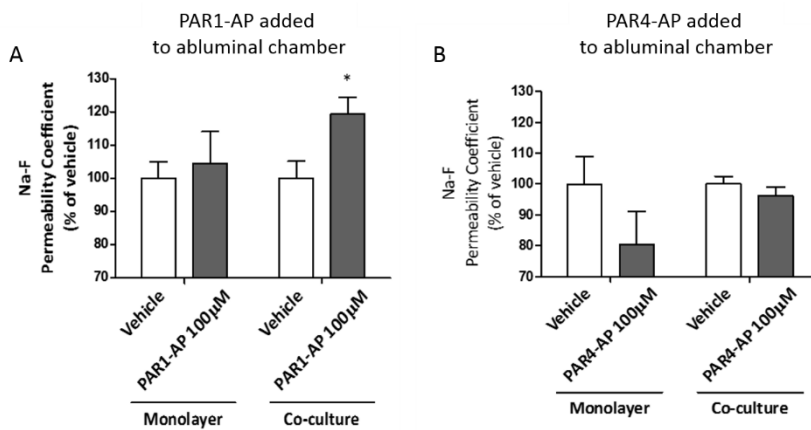 PAR1-AP added
to abluminal chamber
A
130
120
110
100
90
80
70
Na-F
Permeability Coefficient
(% of vehicle)
*
Vehicle
PAR1-AP 100μM
Vehicle
PAR1-AP 100μM
Monolayer
Co-culture
PAR4-AP added
to abluminal chamber
B
130
120
110
100
90
80
70
Na-F
Permeability Coefficient
(% of vehicle)
Vehicle
PAR4-AP 100μM
Vehicle
PAR4-AP 100μM
Monolayer
Co-culture